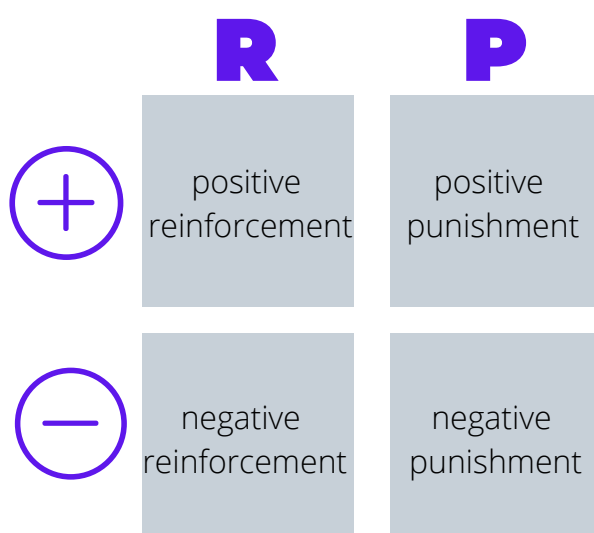 R P
+
positive
reinforcement
positive
punishment
−
negative
reinforcement
negative
punishment